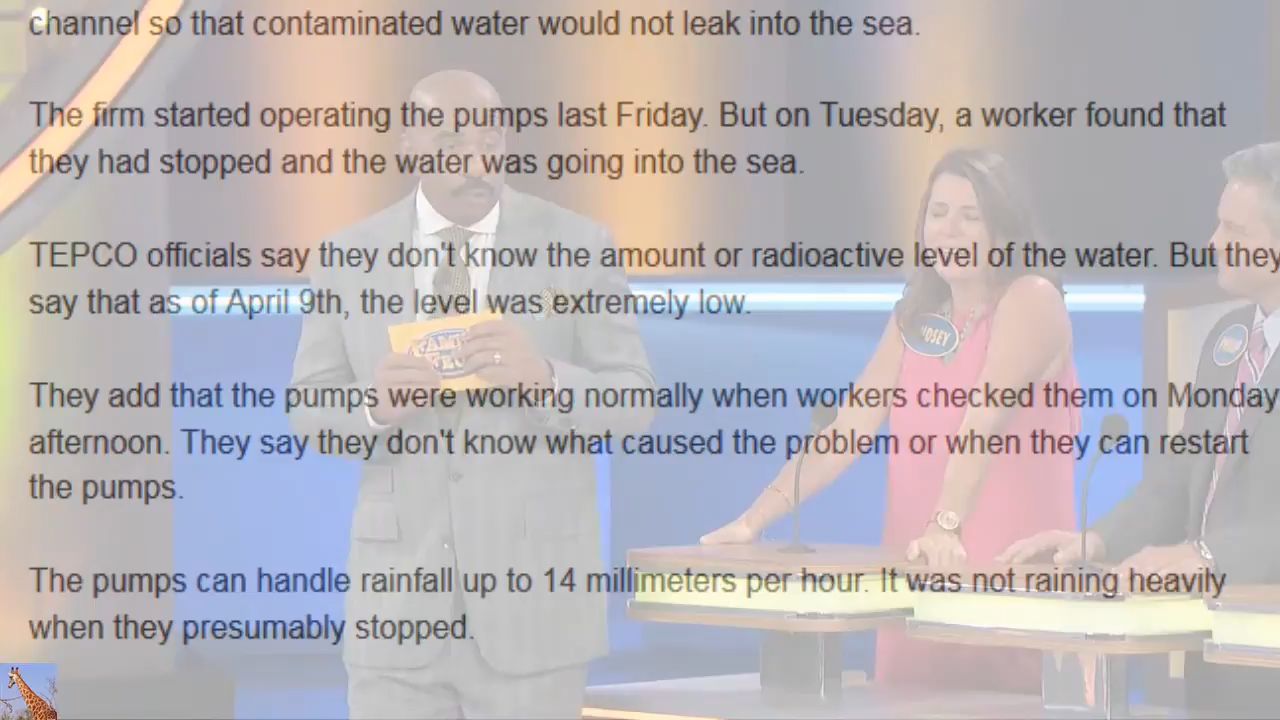 channel so that contaminated water would not leak into the sea.
The firm started operating the pumps last Friday. But on Tuesday, a worker found that
they had stopped and the water was going into the sea.
TEPCO officials say they don't know the amount or radioactive level of the water. But they
say that as of April 9th, the level was extremely low.
They add that the pumps were working normally when workers checked them on Monday
afternoon. They say they don't know what caused the problem or when they can restart
the pumps.
The pumps can handle rainfall up to 14 millimeters per hour. It was not raining heavily
when they presumably stopped.